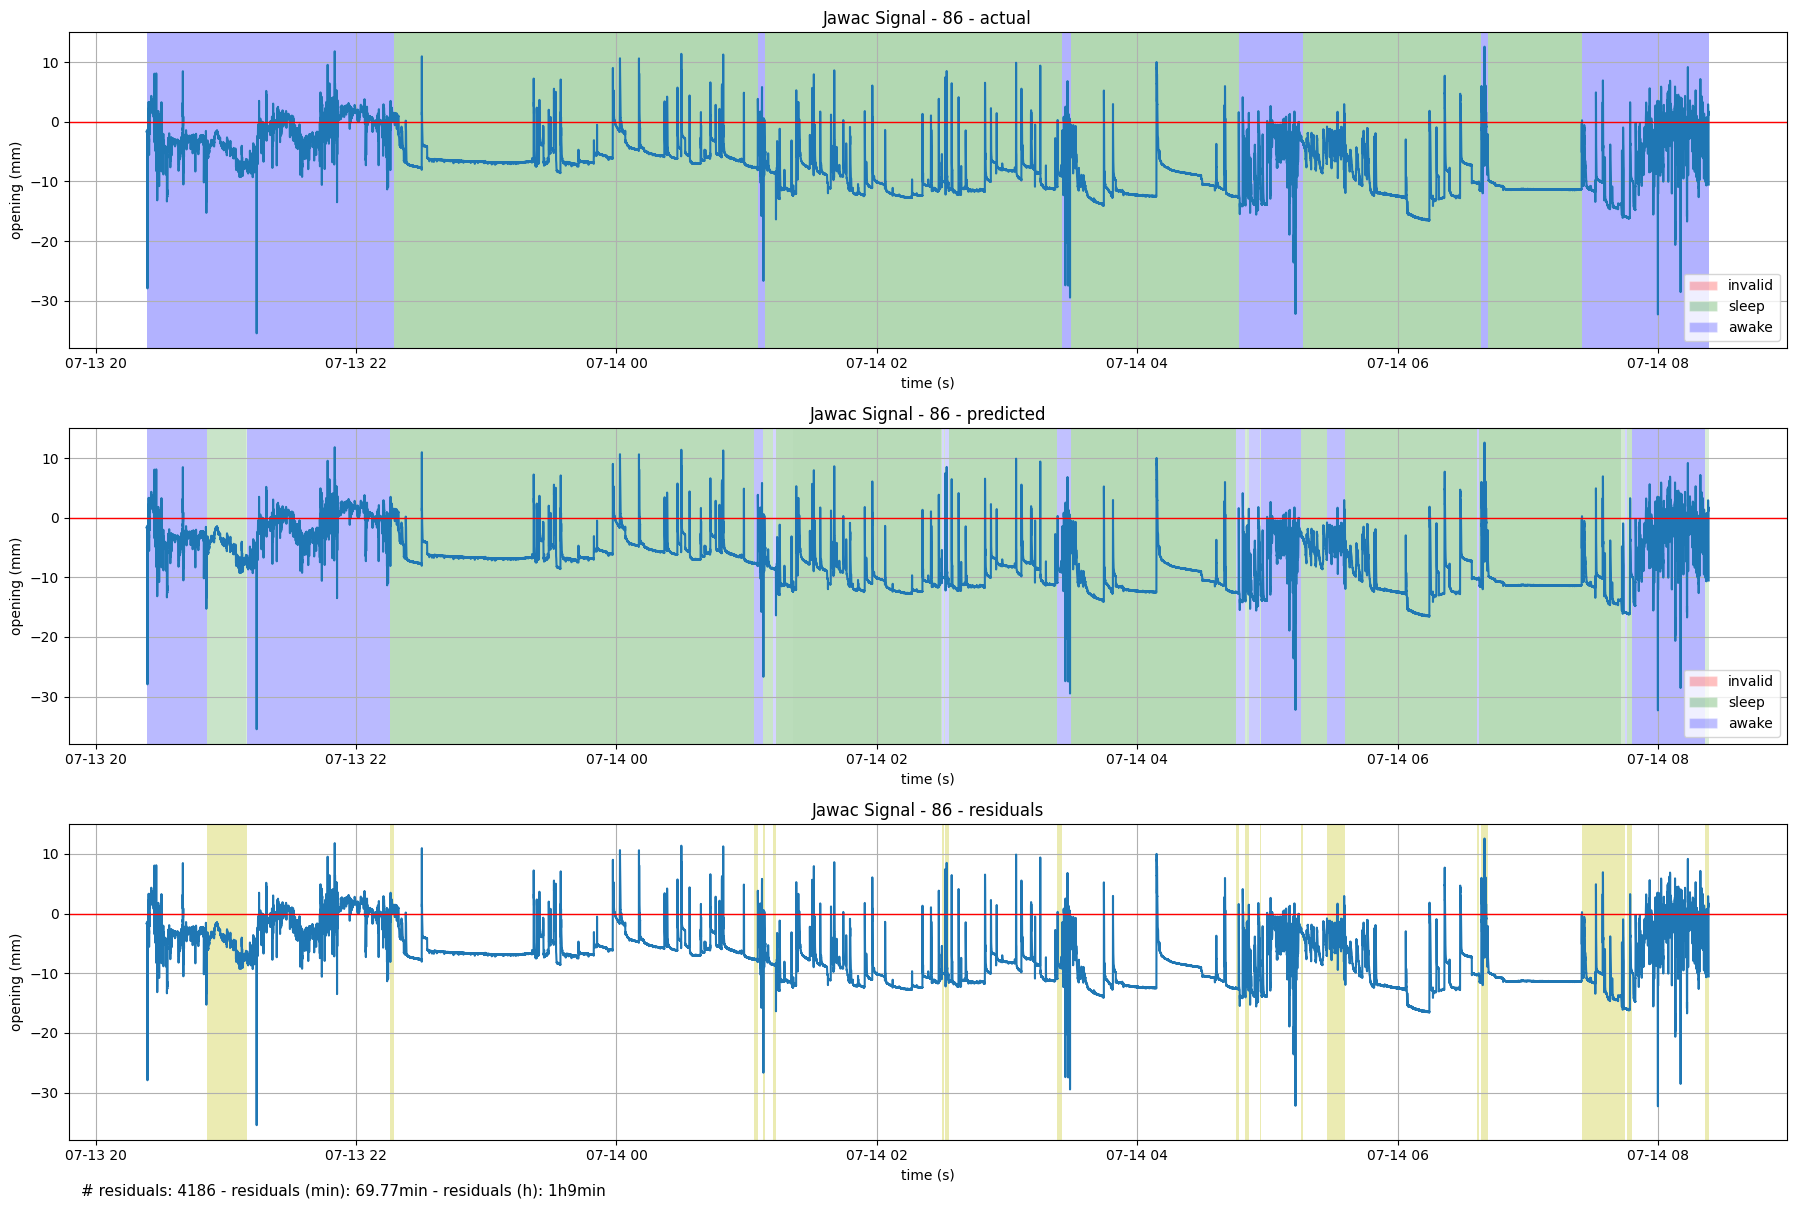 Jawac Signal - 86 - actual
10
0
−10
−20
−30
opening (mm)
invalid
sleep
awake
07-13 20 07-13 22 07-14 00 07-14 02 07-14 04 07-14 06 07-14 08
time (s)
Jawac Signal - 86 - predicted
10
0
−10
−20
−30
opening (mm)
invalid
sleep
awake
07-13 20 07-13 22 07-14 00 07-14 02 07-14 04 07-14 06 07-14 08
time (s)
Jawac Signal - 86 - residuals
10
0
−10
−20
−30
opening (mm)
07-13 20 07-13 22 07-14 00 07-14 02 07-14 04 07-14 06 07-14 08
time (s)
# residuals: 4186 - residuals (min): 69.77min - residuals (h): 1h9min